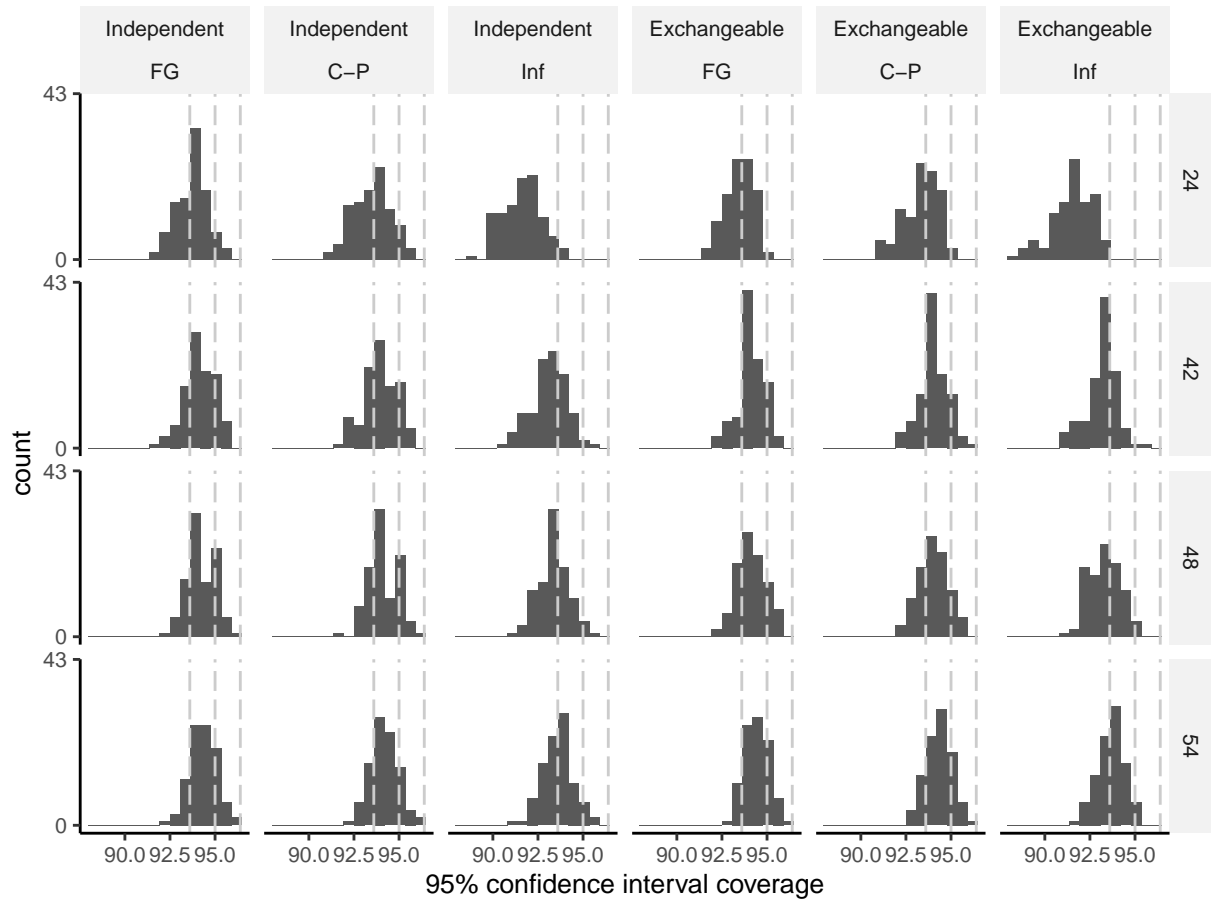 Independent Independent Independent Exchangeable Exchangeable Exchangeable
FG C−P Inf FG C−P Inf
43
0
24
43
0
42
43
0
48
43
0
54
count
90.0 92.5 95.0 90.0 92.5 95.0 90.0 92.5 95.0 90.0 92.5 95.0 90.0 92.5 95.0 90.0 92.5 95.0
95% confidence interval coverage